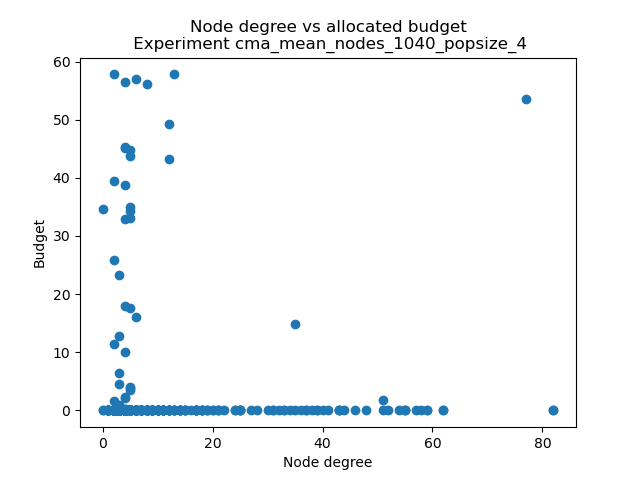 Node degree vs allocated budget
Experiment cma_mean_nodes_1040_popsize_4
60
50
40
30
20
10
0
Budget
0 20 40 60 80
Node degree